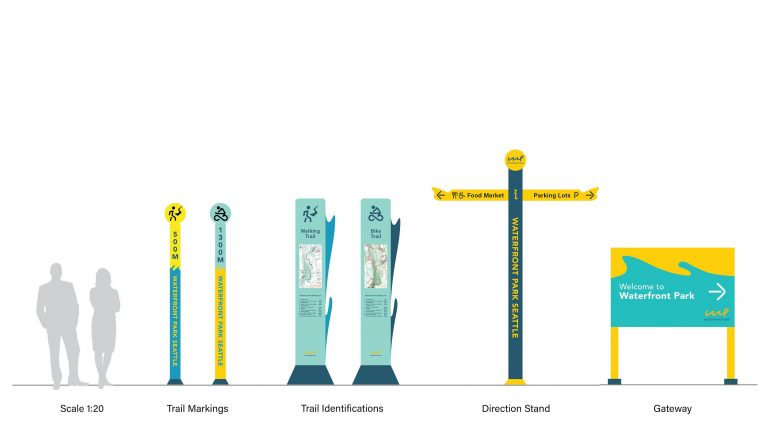 500M
WATERFRONT PARK SEATTLE
1300M
WATERFRONT PARK SEATTLE
Walking
Trail
Bike
Trail
Food Market
Parking Lots P
WATERFRONT PARK SEATTLE
Welcome to
Waterfront Park
Scale 1:20
Trail Markings
Trail Identifications
Direction Stand
Gateway